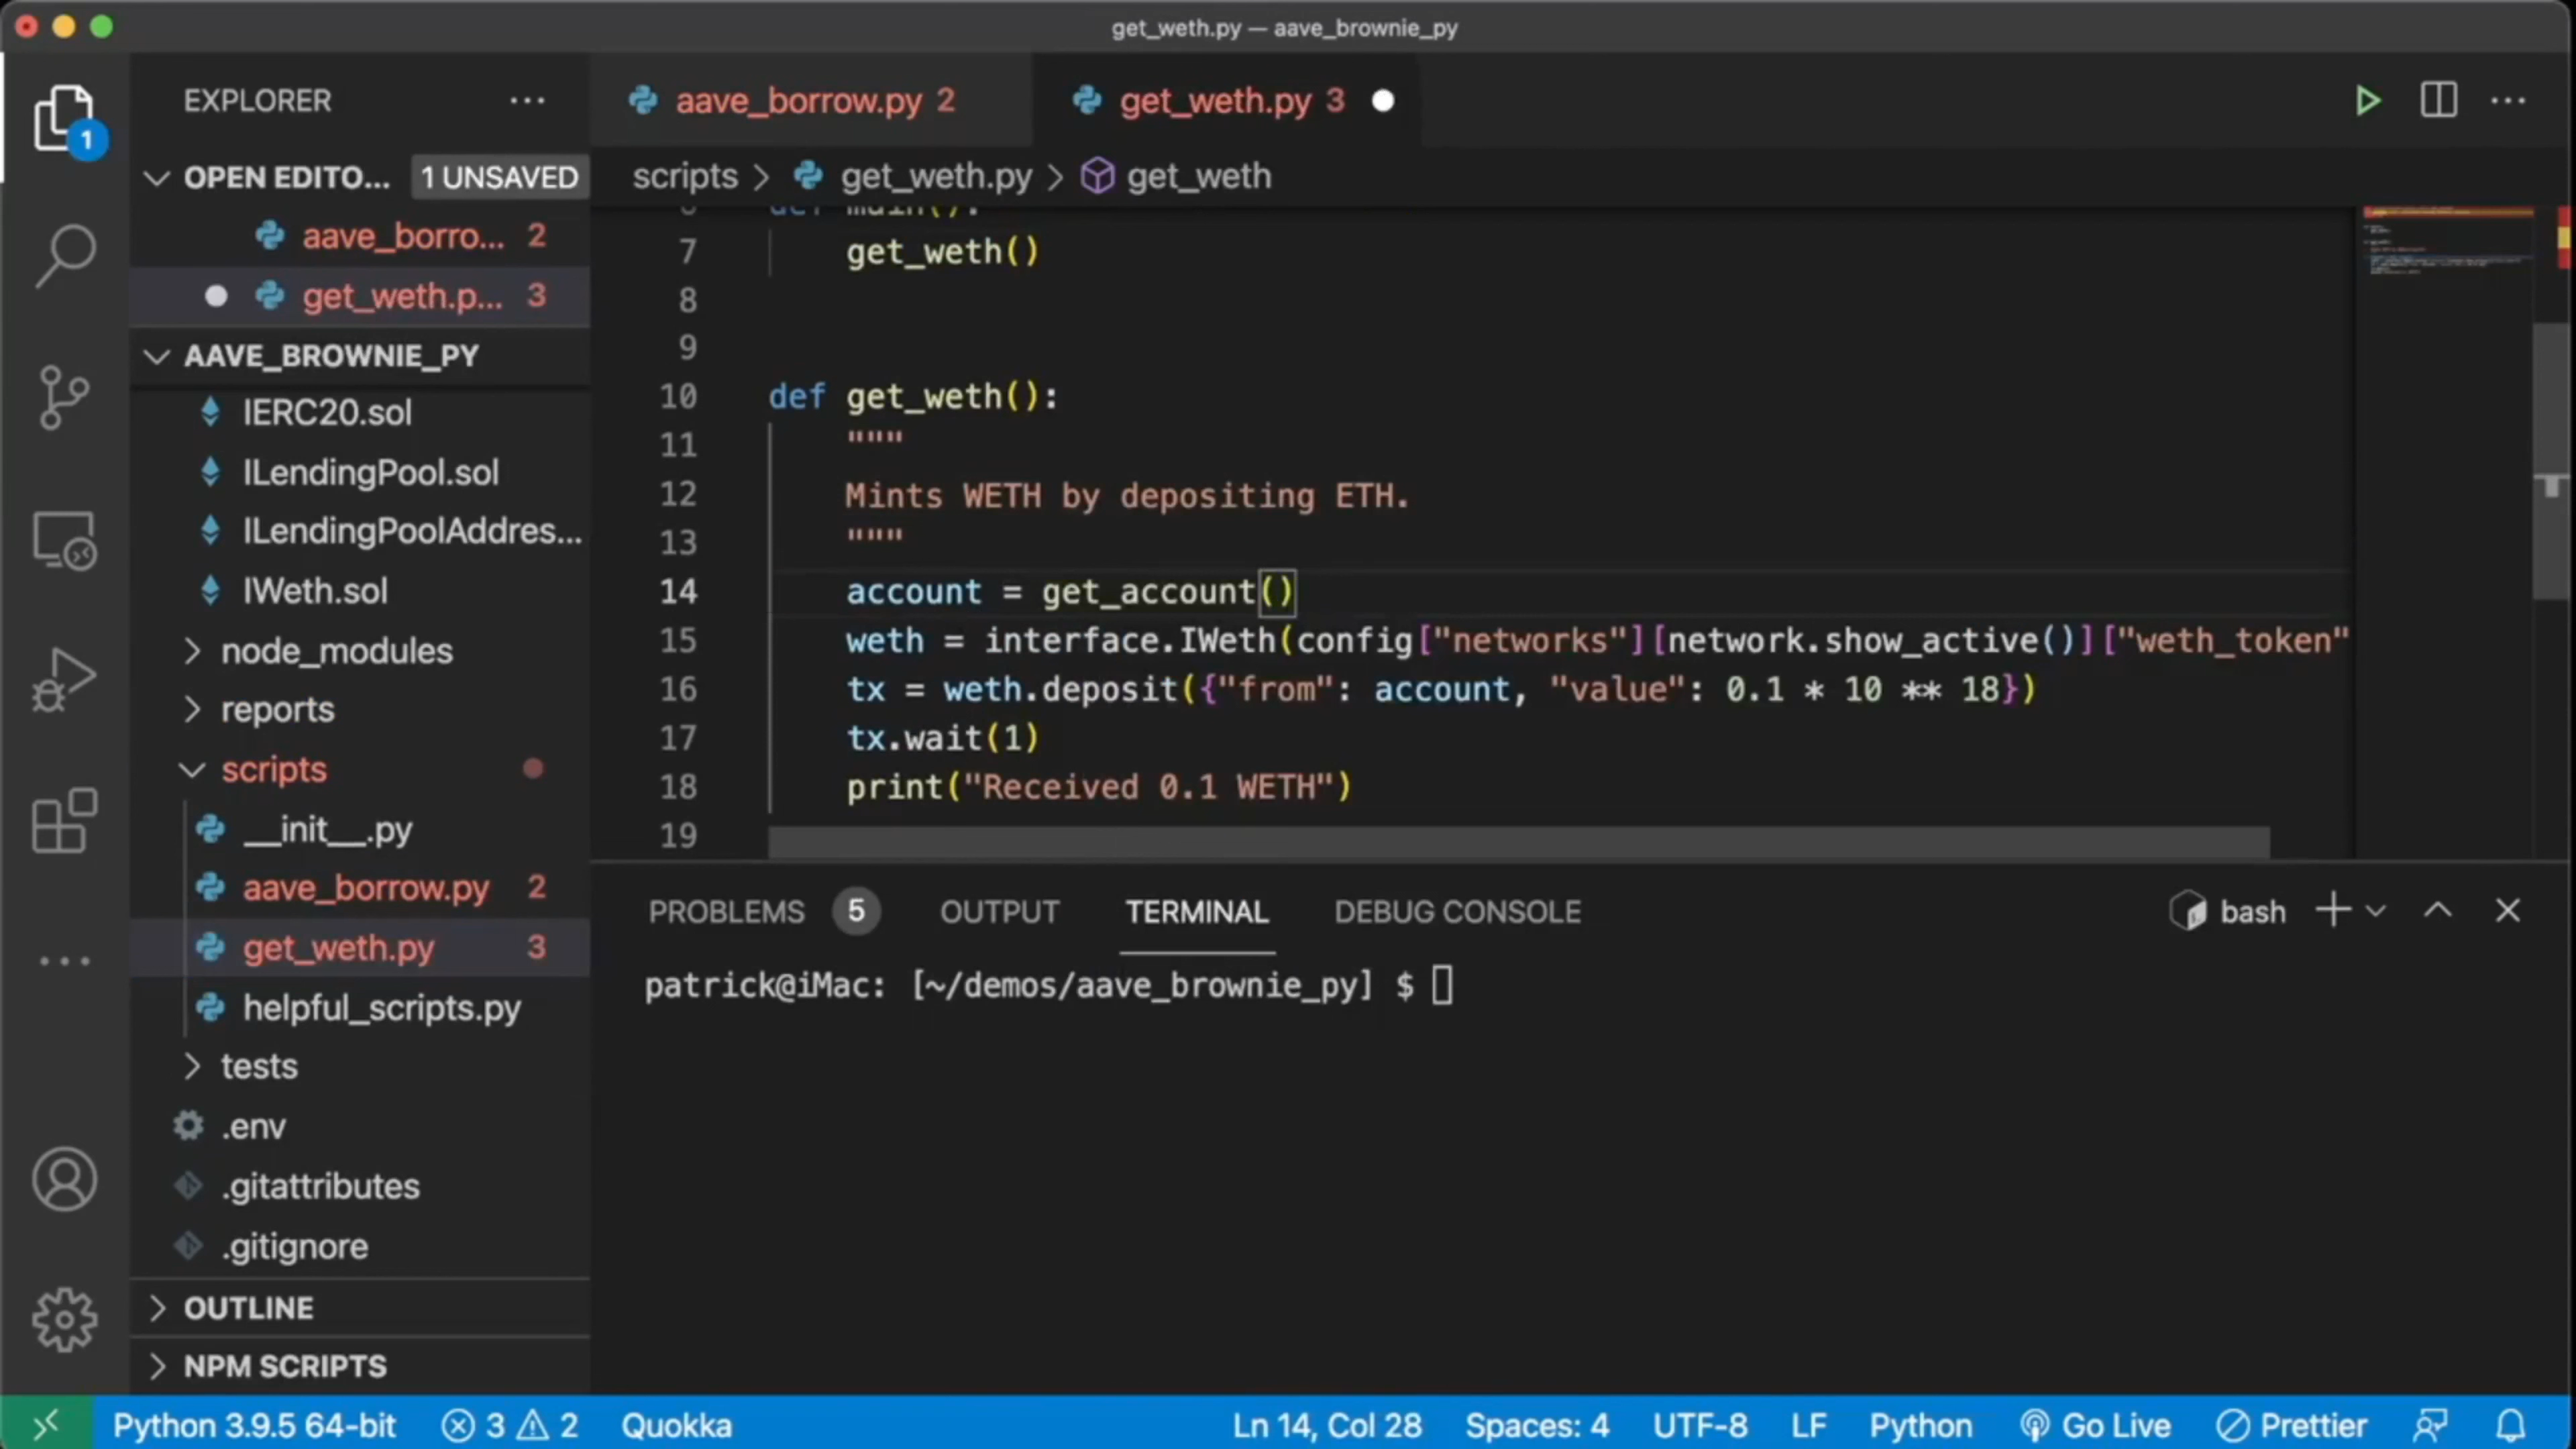 get_weth.py — aave_brownie_py
EXPLORER
aave_borrow.py 2
get_weth.py 3
1
OPEN EDITO... 1 UNSAVED
aave_borro... 2
get_weth.p... 3
AAVE_BROWNIE_PY
IERC20.sol
ILendingPool.sol
ILendingPoolAddres...
IWeth.sol
node_modules
reports
scripts
__init__.py
aave_borrow.py 2
get_weth.py 3
helpful_scripts.py
tests
.env
.gitattributes
.gitignore
OUTLINE
NPM SCRIPTS
scripts > get_weth.py > get_weth
6 def main():
7 get_weth()
8
9
10 def get_weth():
11 """
12 Mints WETH by depositing ETH.
13 """
14 account = get_account()
15 weth = interface.IWeth(config["networks"][network.show_active()]["weth_token"
16 tx = weth.deposit({"from": account, "value": 0.1 * 10 ** 18})
17 tx.wait(1)
18 print("Received 0.1 WETH")
19
PROBLEMS 5 OUTPUT TERMINAL DEBUG CONSOLE bash
patrick@iMac: [~/demos/aave_brownie_py] $
Python 3.9.5 64-bit 3 2 Quokka Ln 14, Col 28 Spaces: 4 UTF-8 LF Python Go Live Prettier